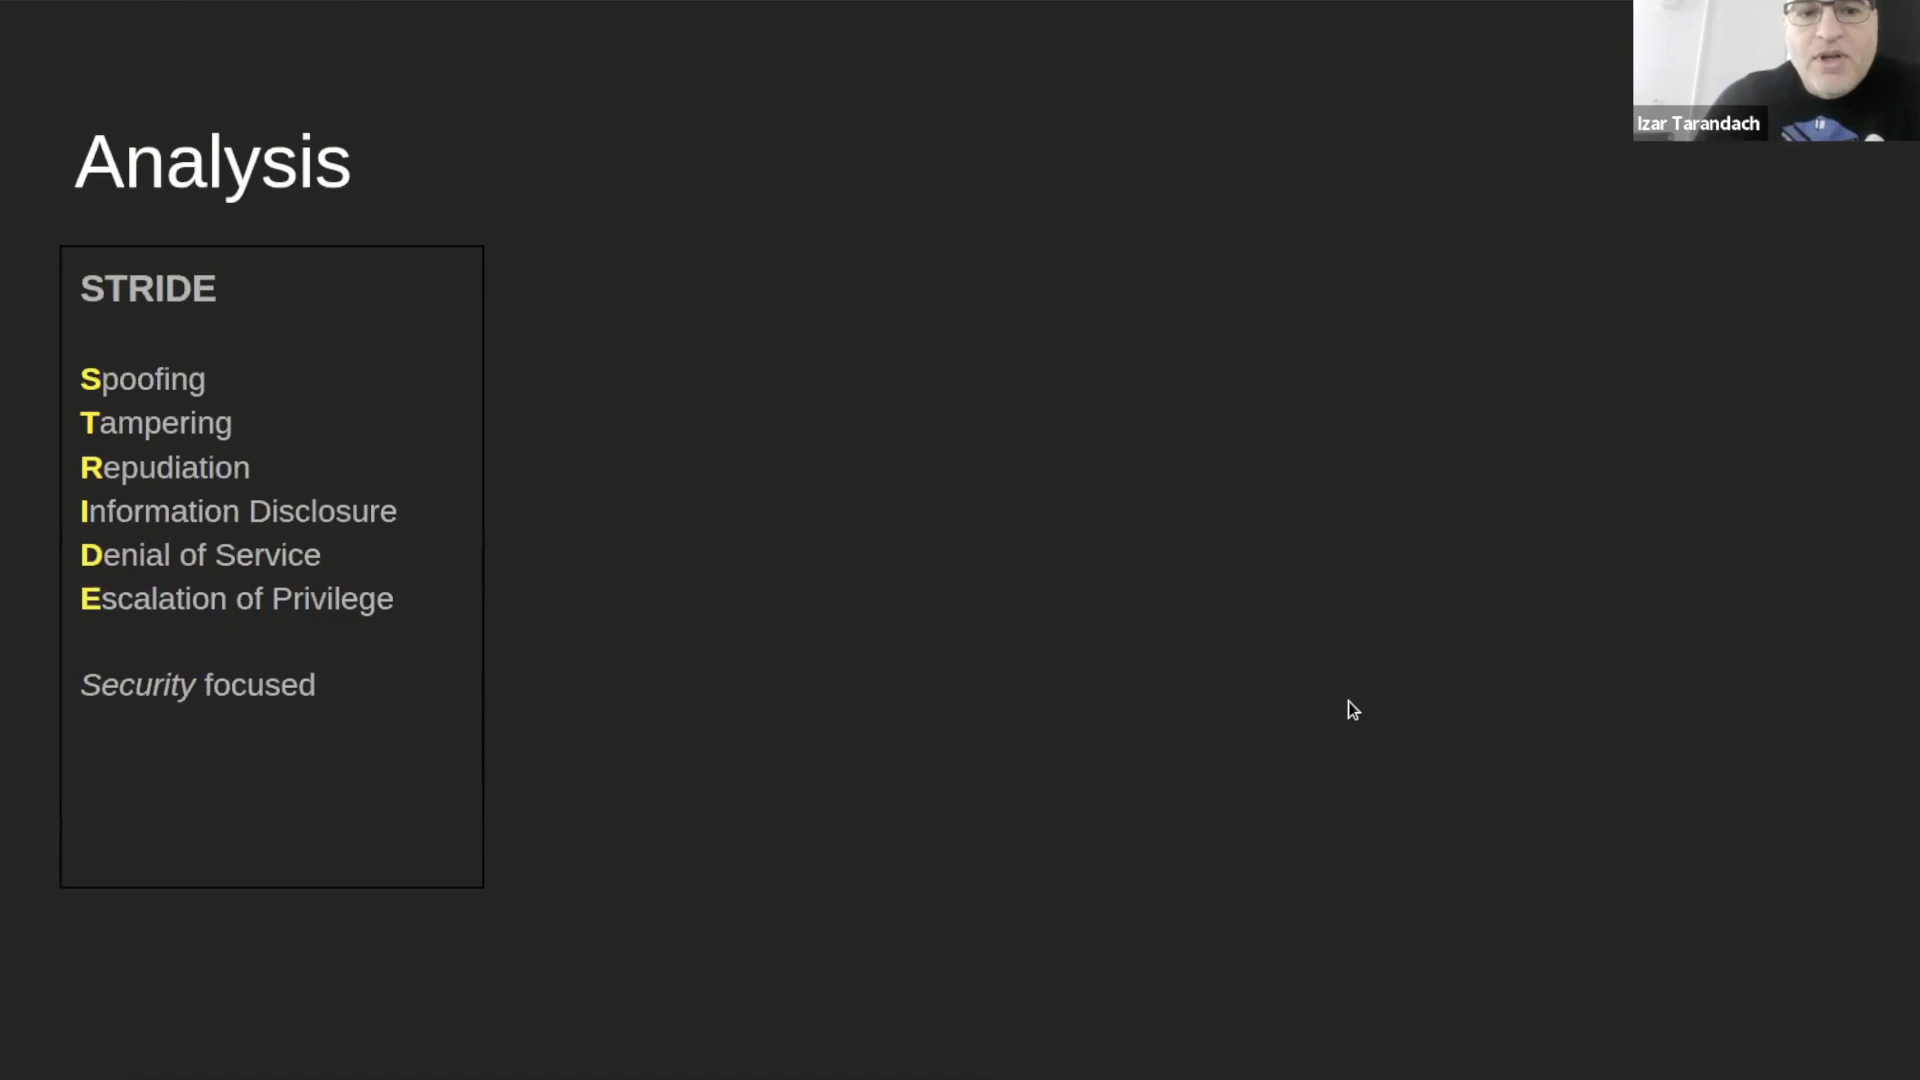 Izar Tarandach
Analysis
STRIDE
Spoofing
Tampering
Repudiation
Information Disclosure
Denial of Service
Escalation of Privilege
Security focused